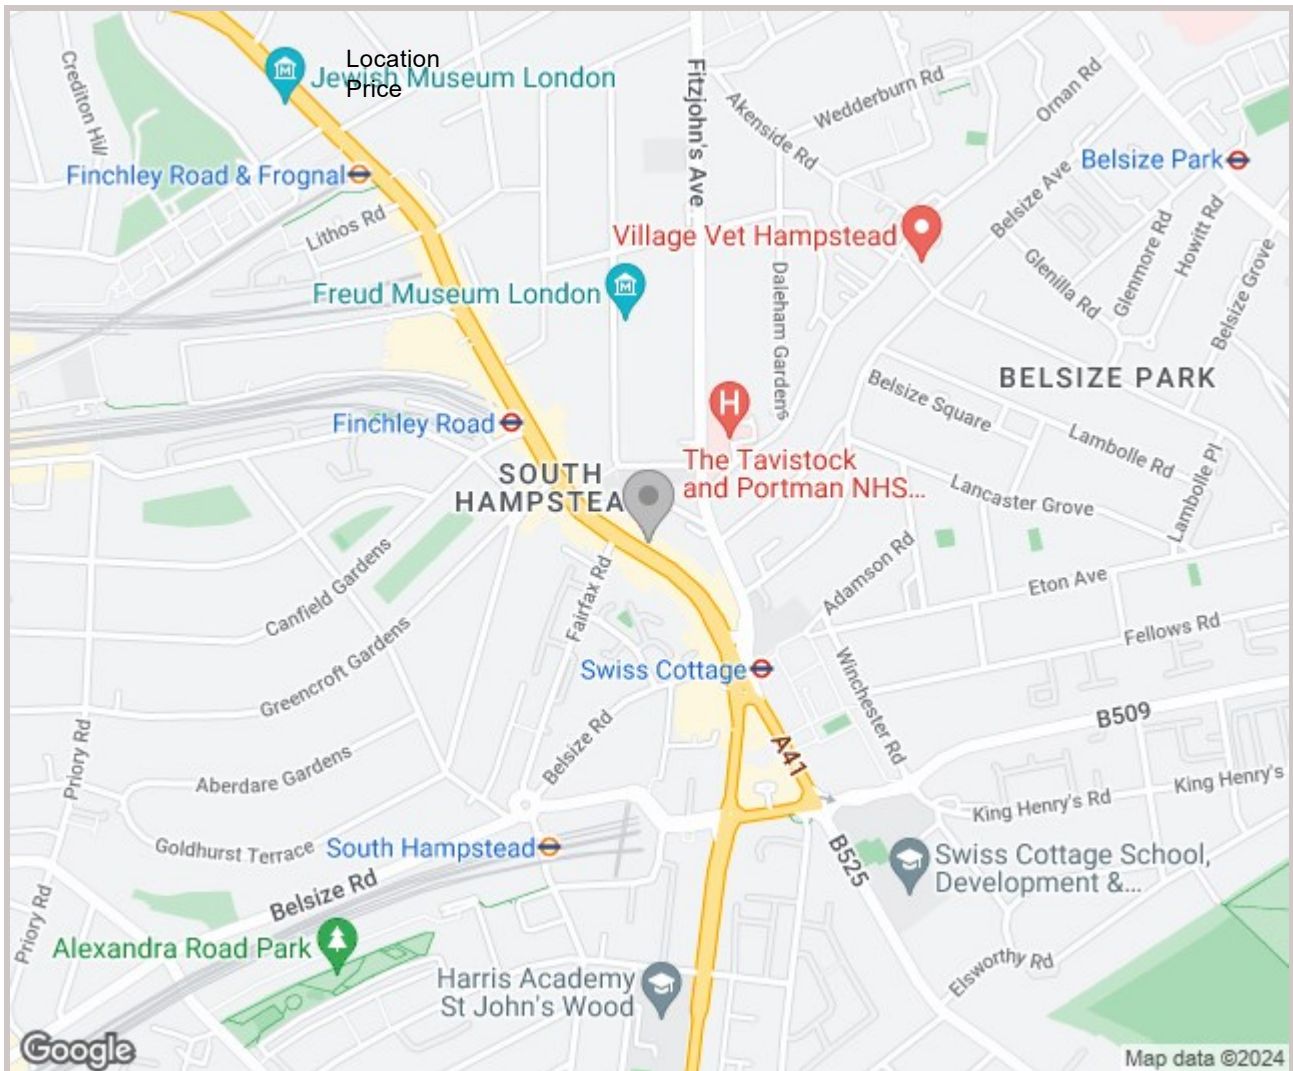 Location
Price
Jewish Museum London
Crediton Hill
Fitzjohn's Ave
Akenside Rd
Wedderburn Rd
Ornan Rd
Finchley Road & Frognal
Belsize Park
Lithos Rd
Village Vet Hampstead
Belsize Ave
Howitt Rd
Glenmore Rd
Glenilla Rd
Belsize Grove
Freud Museum London
Daleham Gardens
BELSIZE PARK
Belsize Square
Finchley Road
Lambolle Rd
Lambolle Pl
SOUTH
HAMPSTEA
The Tavistock
and Portman NHS...
Lancaster Grove
Canfield Gardens
Fairfax Rd
Adamson Rd
Eton Ave
Greencroft Gardens
Fellows Rd
Swiss Cottage
Winchester Rd
Belsize Rd
B509
Priory Rd
A41
Aberdare Gardens
King Henry's
King Henry's Rd
Goldhurst Terrace
South Hampstead
B525
Swiss Cottage School,
Development &...
Belsize Rd
Priory Rd
Alexandra Road Park
Harris Academy
St John's Wood
Elsworthy Rd
Google
Map data ©2024